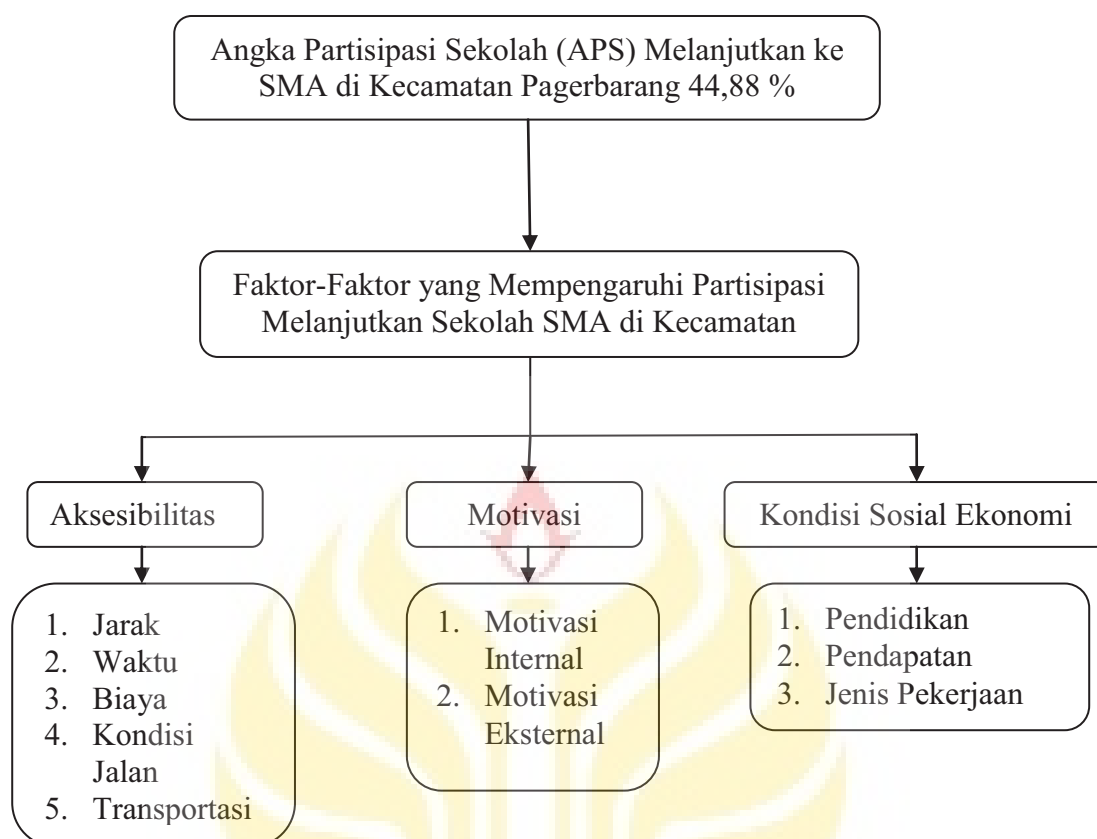 Angka Partisipasi Sekolah (APS) Melanjutkan ke
SMA di Kecamatan Pagerbarang 44,88 %
Faktor-Faktor yang Mempengaruhi Partisipasi
Melanjutkan Sekolah SMA di Kecamatan
Aksesibilitas
Motivasi
Kondisi Sosial Ekonomi
1. Jarak
2. Waktu
3. Biaya
4. Kondisi
Jalan
5. Transportasi
1. Motivasi
Internal
2. Motivasi
Eksternal
1. Pendidikan
2. Pendapatan
3. Jenis Pekerjaan